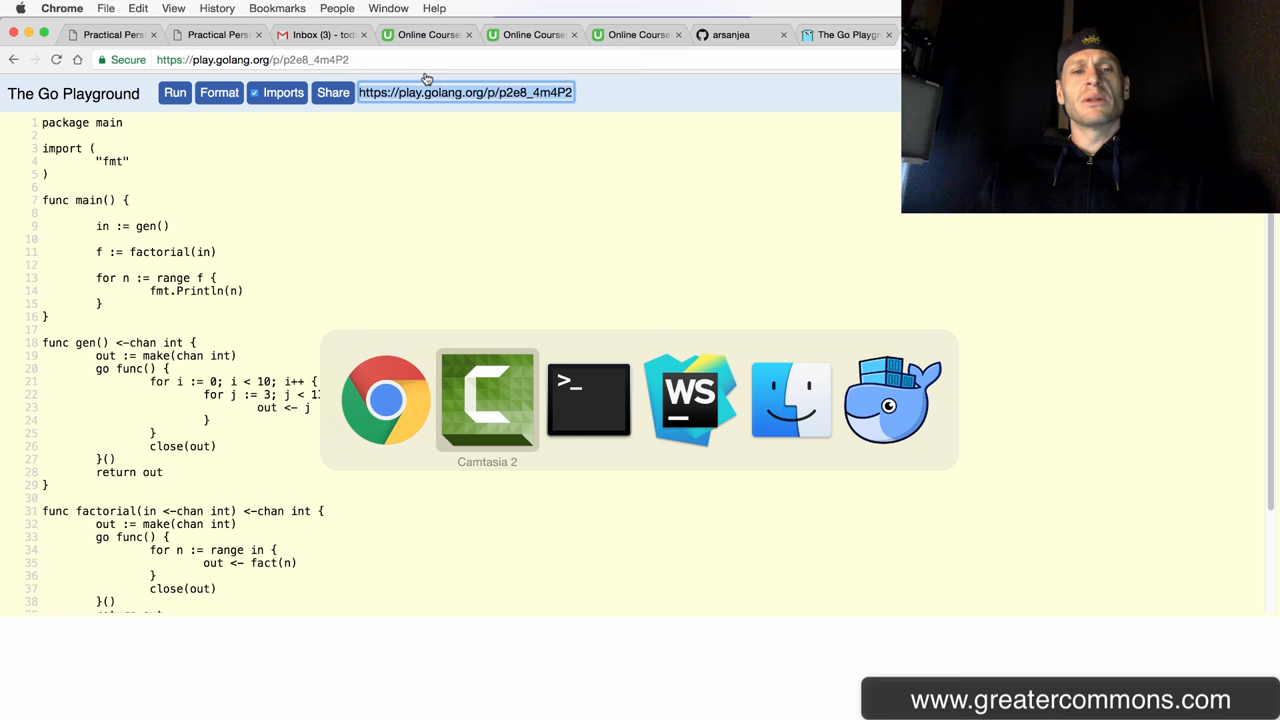 Chrome File Edit View History Bookmarks People Window Help
Practical Pers Practical Pers Inbox (3) - tod Online Course Online Course Online Course arsanjea The Go Playgr
Secure https://play.golang.org/p/p2e8_4m4P2
The Go Playground Run Format Imports Share https://play.golang.org/p/p2e8_4m4P2
1 package main
2
3 import (
4 "fmt"
5 )
6
7 func main() {
8
9 in := gen()
10
11 f := factorial(in)
12
13 for n := range f {
14 fmt.Println(n)
15 }
16 }
17
18 func gen() <-chan int {
19 out := make(chan int)
20 go func() {
21 for i := 0; i < 10; i++ {
22 for j := 3; j < 1
23 out <- j
24 }
25 }
26 close(out)
27 }()
28 return out
29 }
30
31 func factorial(in <-chan int) <-chan int {
32 out := make(chan int)
33 go func() {
34 for n := range in {
35 out <- fact(n)
36 }
37 close(out)
38 }()
>_ WS
Camtasia 2
www.greatercommons.com